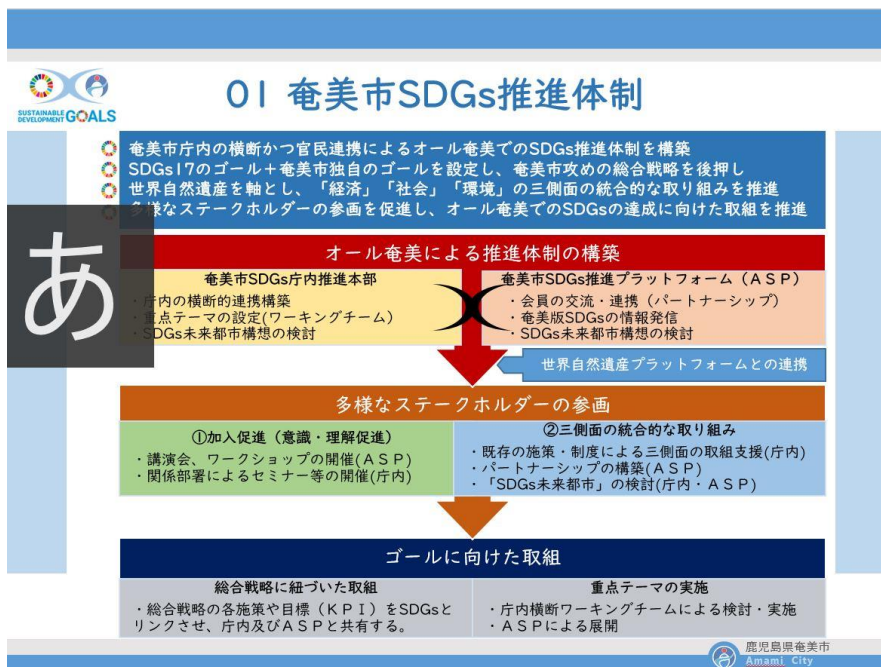 01 奄美市SDGs推進体制
SUSTAINABLE
DEVELOPMENT GOALS
奄美市庁内の横断かつ官民連携によるオール奄美でのSDGs推進体制を構築
SDGs17のゴール+奄美市独自のゴールを設定し、奄美市攻めの総合戦略を後押し
世界自然遺産を軸とし、「経済」「社会」「環境」の三側面の統合的な取り組みを推進
多様なステークホルダーの参画を促進し、オール奄美でのSDGsの達成に向けた取組を推進
あ
オール奄美による推進体制の構築
奄美市SDGs庁内推進本部
・庁内の横断的連携構築
・重点テーマの設定(ワーキングチーム)
・SDGs未来都市構想の検討
奄美市SDGs推進プラットフォーム(ASP)
・会員の交流・連携(パートナーシップ)
・奄美版SDGsの情報発信
・SDGs未来都市構想の検討
世界自然遺産プラットフォームとの連携
多様なステークホルダーの参画
①加入促進(意識・理解促進)
・講演会、ワークショップの開催(ASP)
・関係部署によるセミナー等の開催(庁内)
②三側面の統合的な取り組み
・既存の施策・制度による三側面の取組支援(庁内)
・パートナーシップの構築(ASP)
・「SDGs未来都市」の検討(庁内・ASP)
ゴールに向けた取組
総合戦略に紐づいた取組
・総合戦略の各施策や目標(KPI)をSDGsと
リンクさせ、庁内及びASPと共有する。
重点テーマの実施
・庁内横断ワーキングチームによる検討・実施
・ASPによる展開
鹿児島県奄美市
Amami City